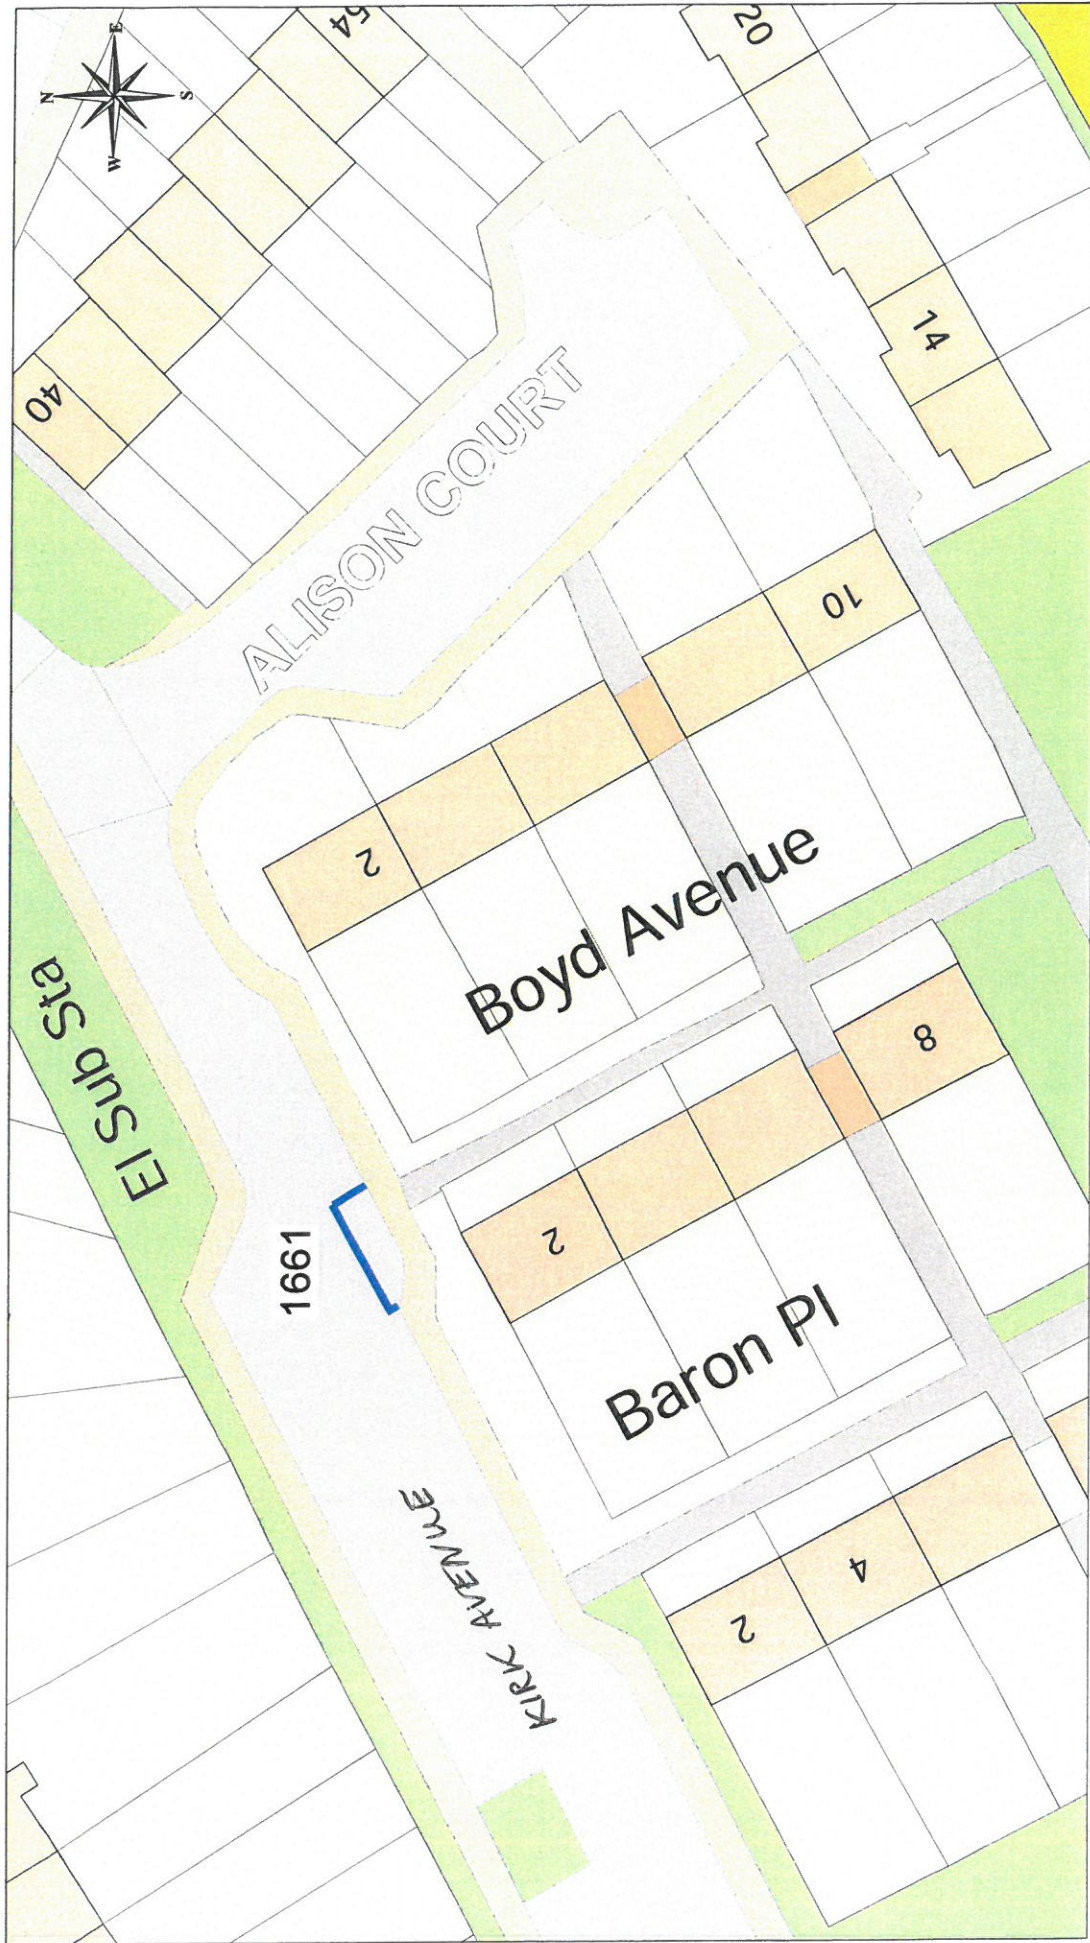 N
E
S
W
54
20
40
14
ALISON COURT
10
2
Boyd Avenue
El Sub Sta
8
1661
2
Baron Pl
KIRK AVENUE
4
2